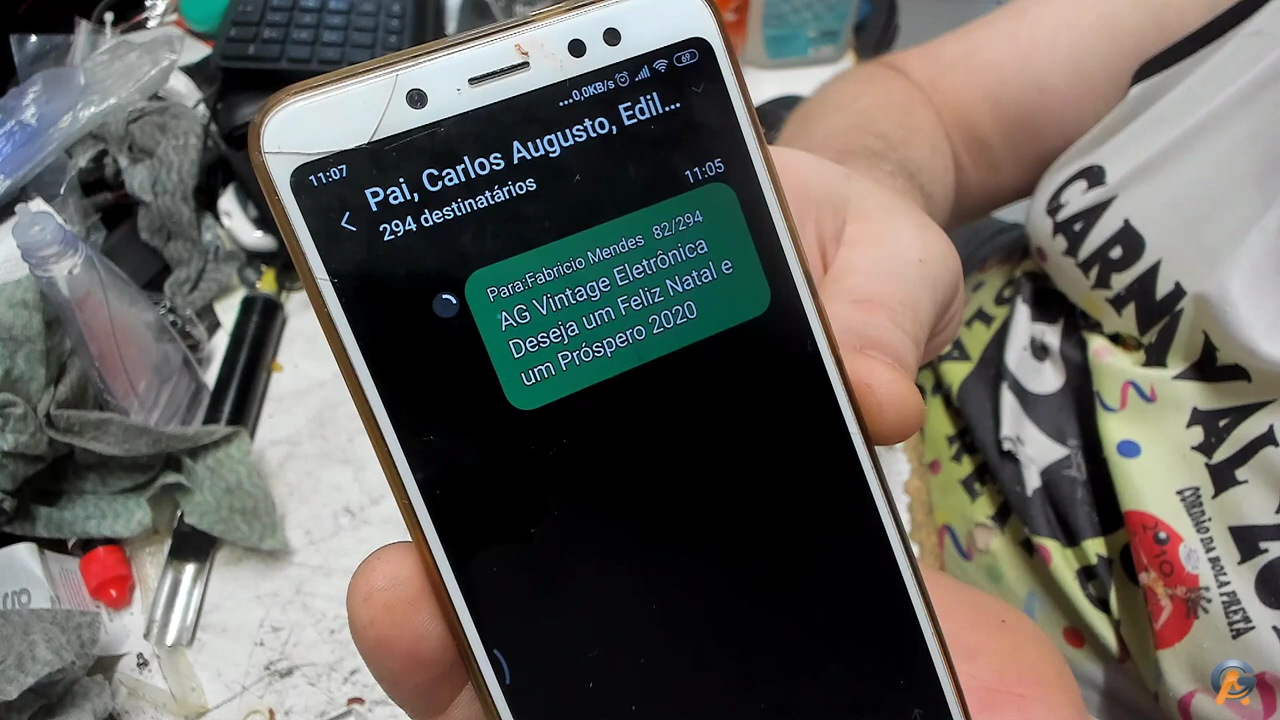 ...0,0KB/s 69
11:07
Pai, Carlos Augusto, Edil...
294 destinatários
11:05
Para:Fabricio Mendes 82/294
AG Vintage Eletrônica
Deseja um Feliz Natal e
um Próspero 2020
CARNAVAL
CORDÃO DA BOLA PRETA